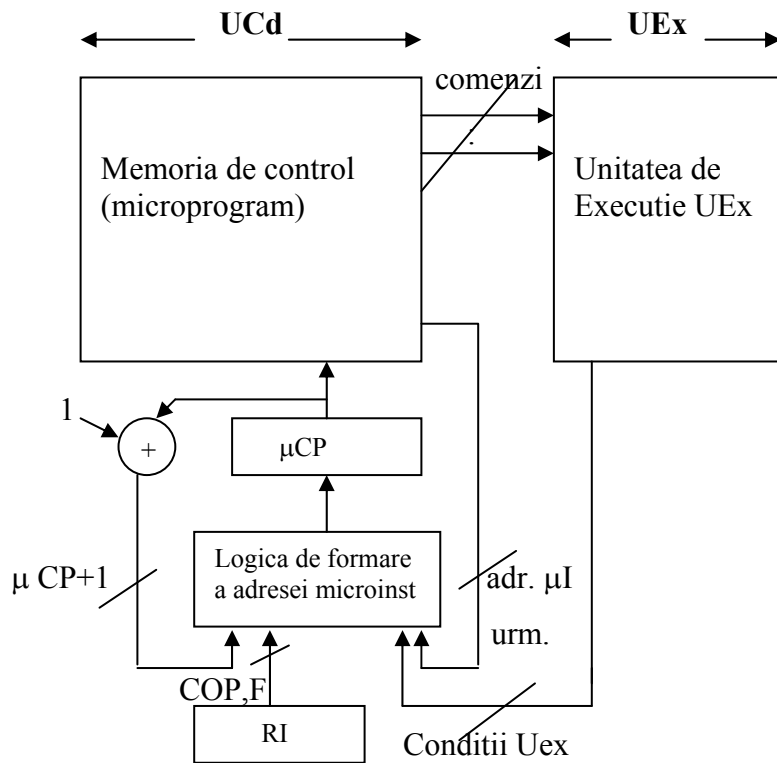 UCd
UEx
comenzi
:
Memoria de control
(microprogram)
Unitatea de
Executie UEx
1
+
μCP
Logica de formare
a adresei microinst
μ CP+1
adr. μI
urm.
COP,F
RI
Conditii Uex